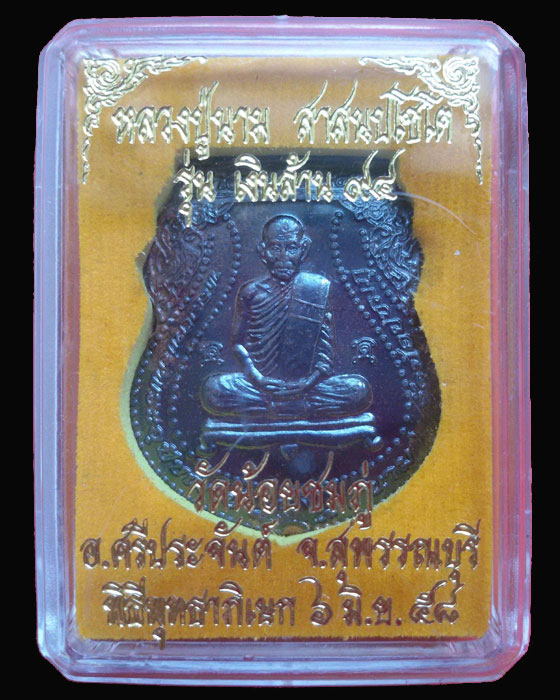 หลวงปู่นาม สาสนปโชโต
รุ่น เงินล้าน ๙๔
วัดน้อยชมภู่
อ.ศรีประจันต์ จ.สุพรรณบุรี
พิธีพุทธาภิเษก ๖ มิ.ย. ๕๘